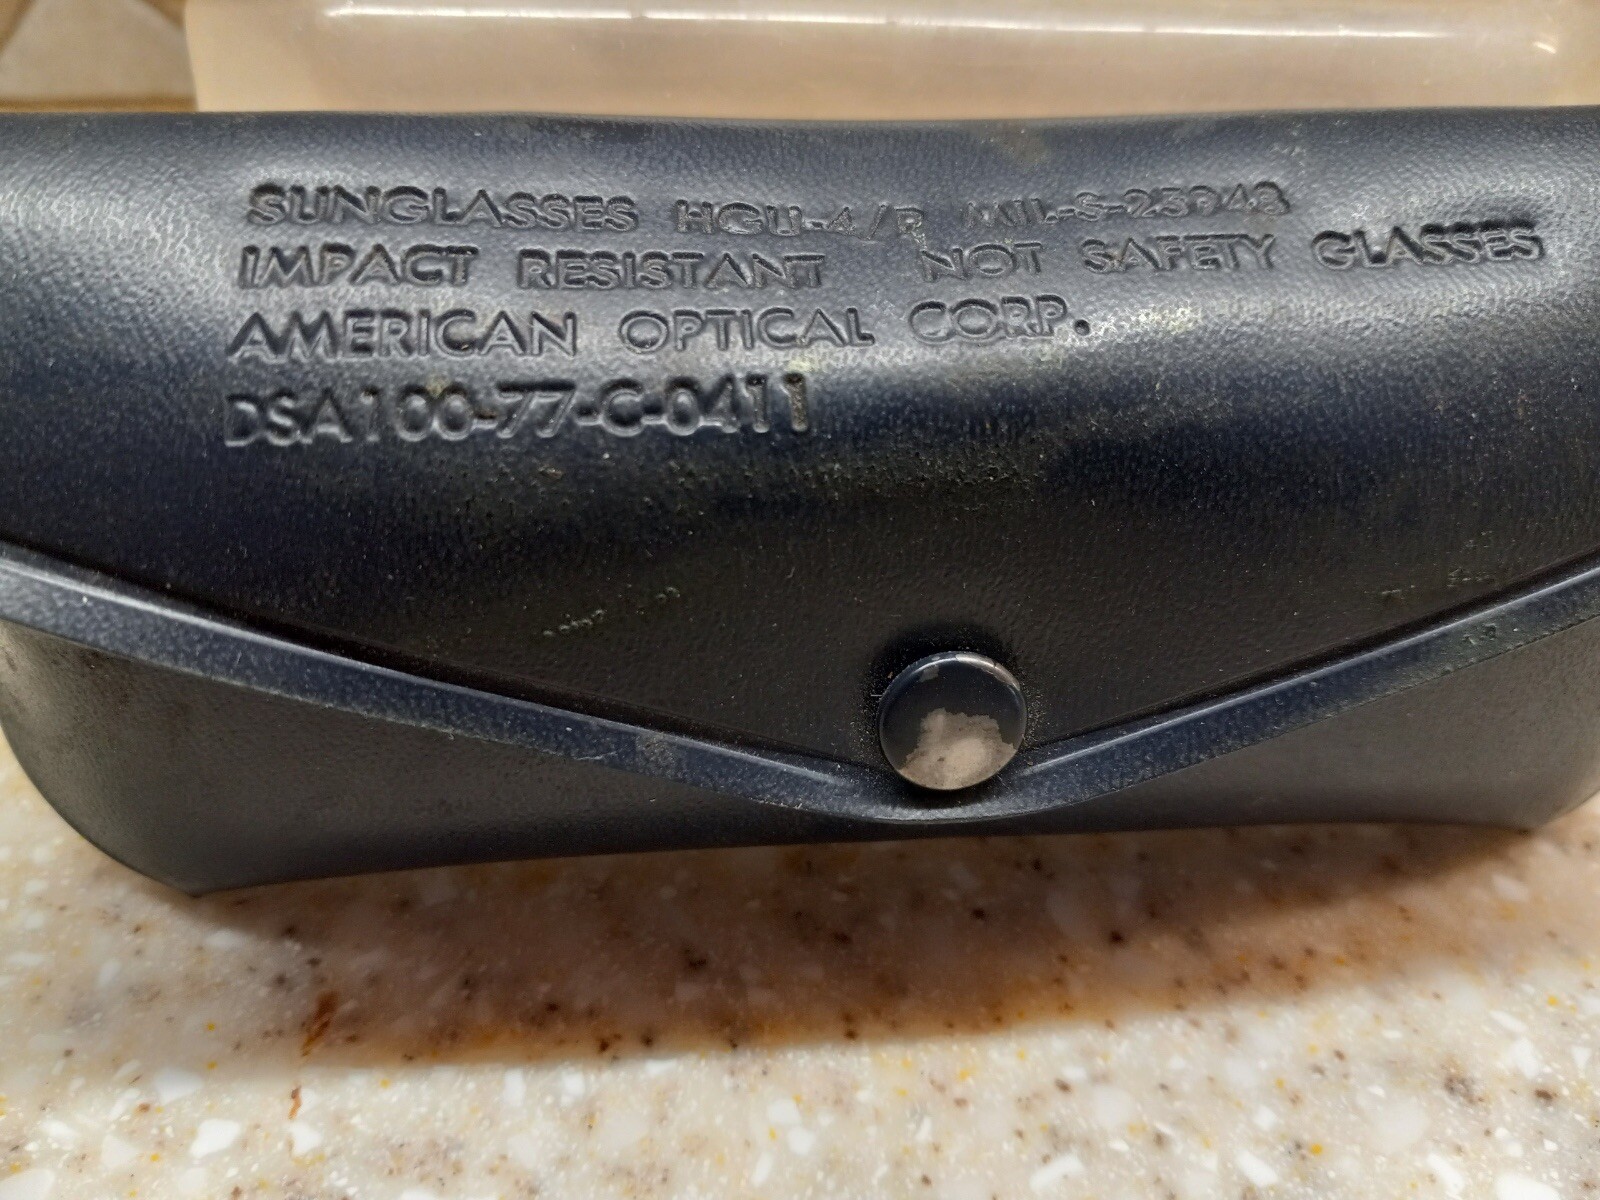 SUNGLASSES HGU-4/P MIL-S-25948
IMPACT RESISTANT NOT SAFETY GLASSES
AMERICAN OPTICAL CORP.
DSA100-77-C-0411